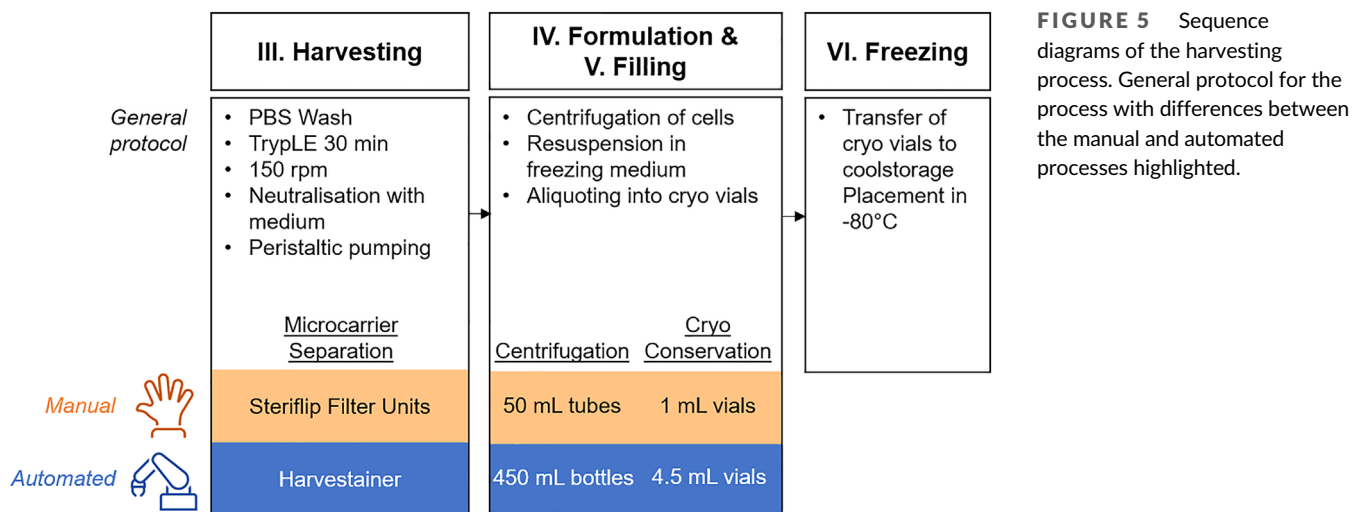 III. Harvesting
IV. Formulation &
V. Filling
VI. Freezing
General
protocol
• PBS Wash
• TrypLE 30 min
• 150 rpm
• Neutralisation with
medium
• Peristaltic pumping
Microcarrier
Separation
• Centrifugation of cells
• Resuspension in
freezing medium
• Aliquoting into cryo vials
Centrifugation
Cryo
Conservation
• Transfer of
cryo vials to
coolstorage
Placement in
-80°C
Manual
Steriflip Filter Units
50 mL tubes
1 mL vials
Automated
Harvestainer
450 mL bottles
4.5 mL vials
FIGURE 5 Sequence
diagrams of the harvesting
process. General protocol for the
process with differences between
the manual and automated
processes highlighted.